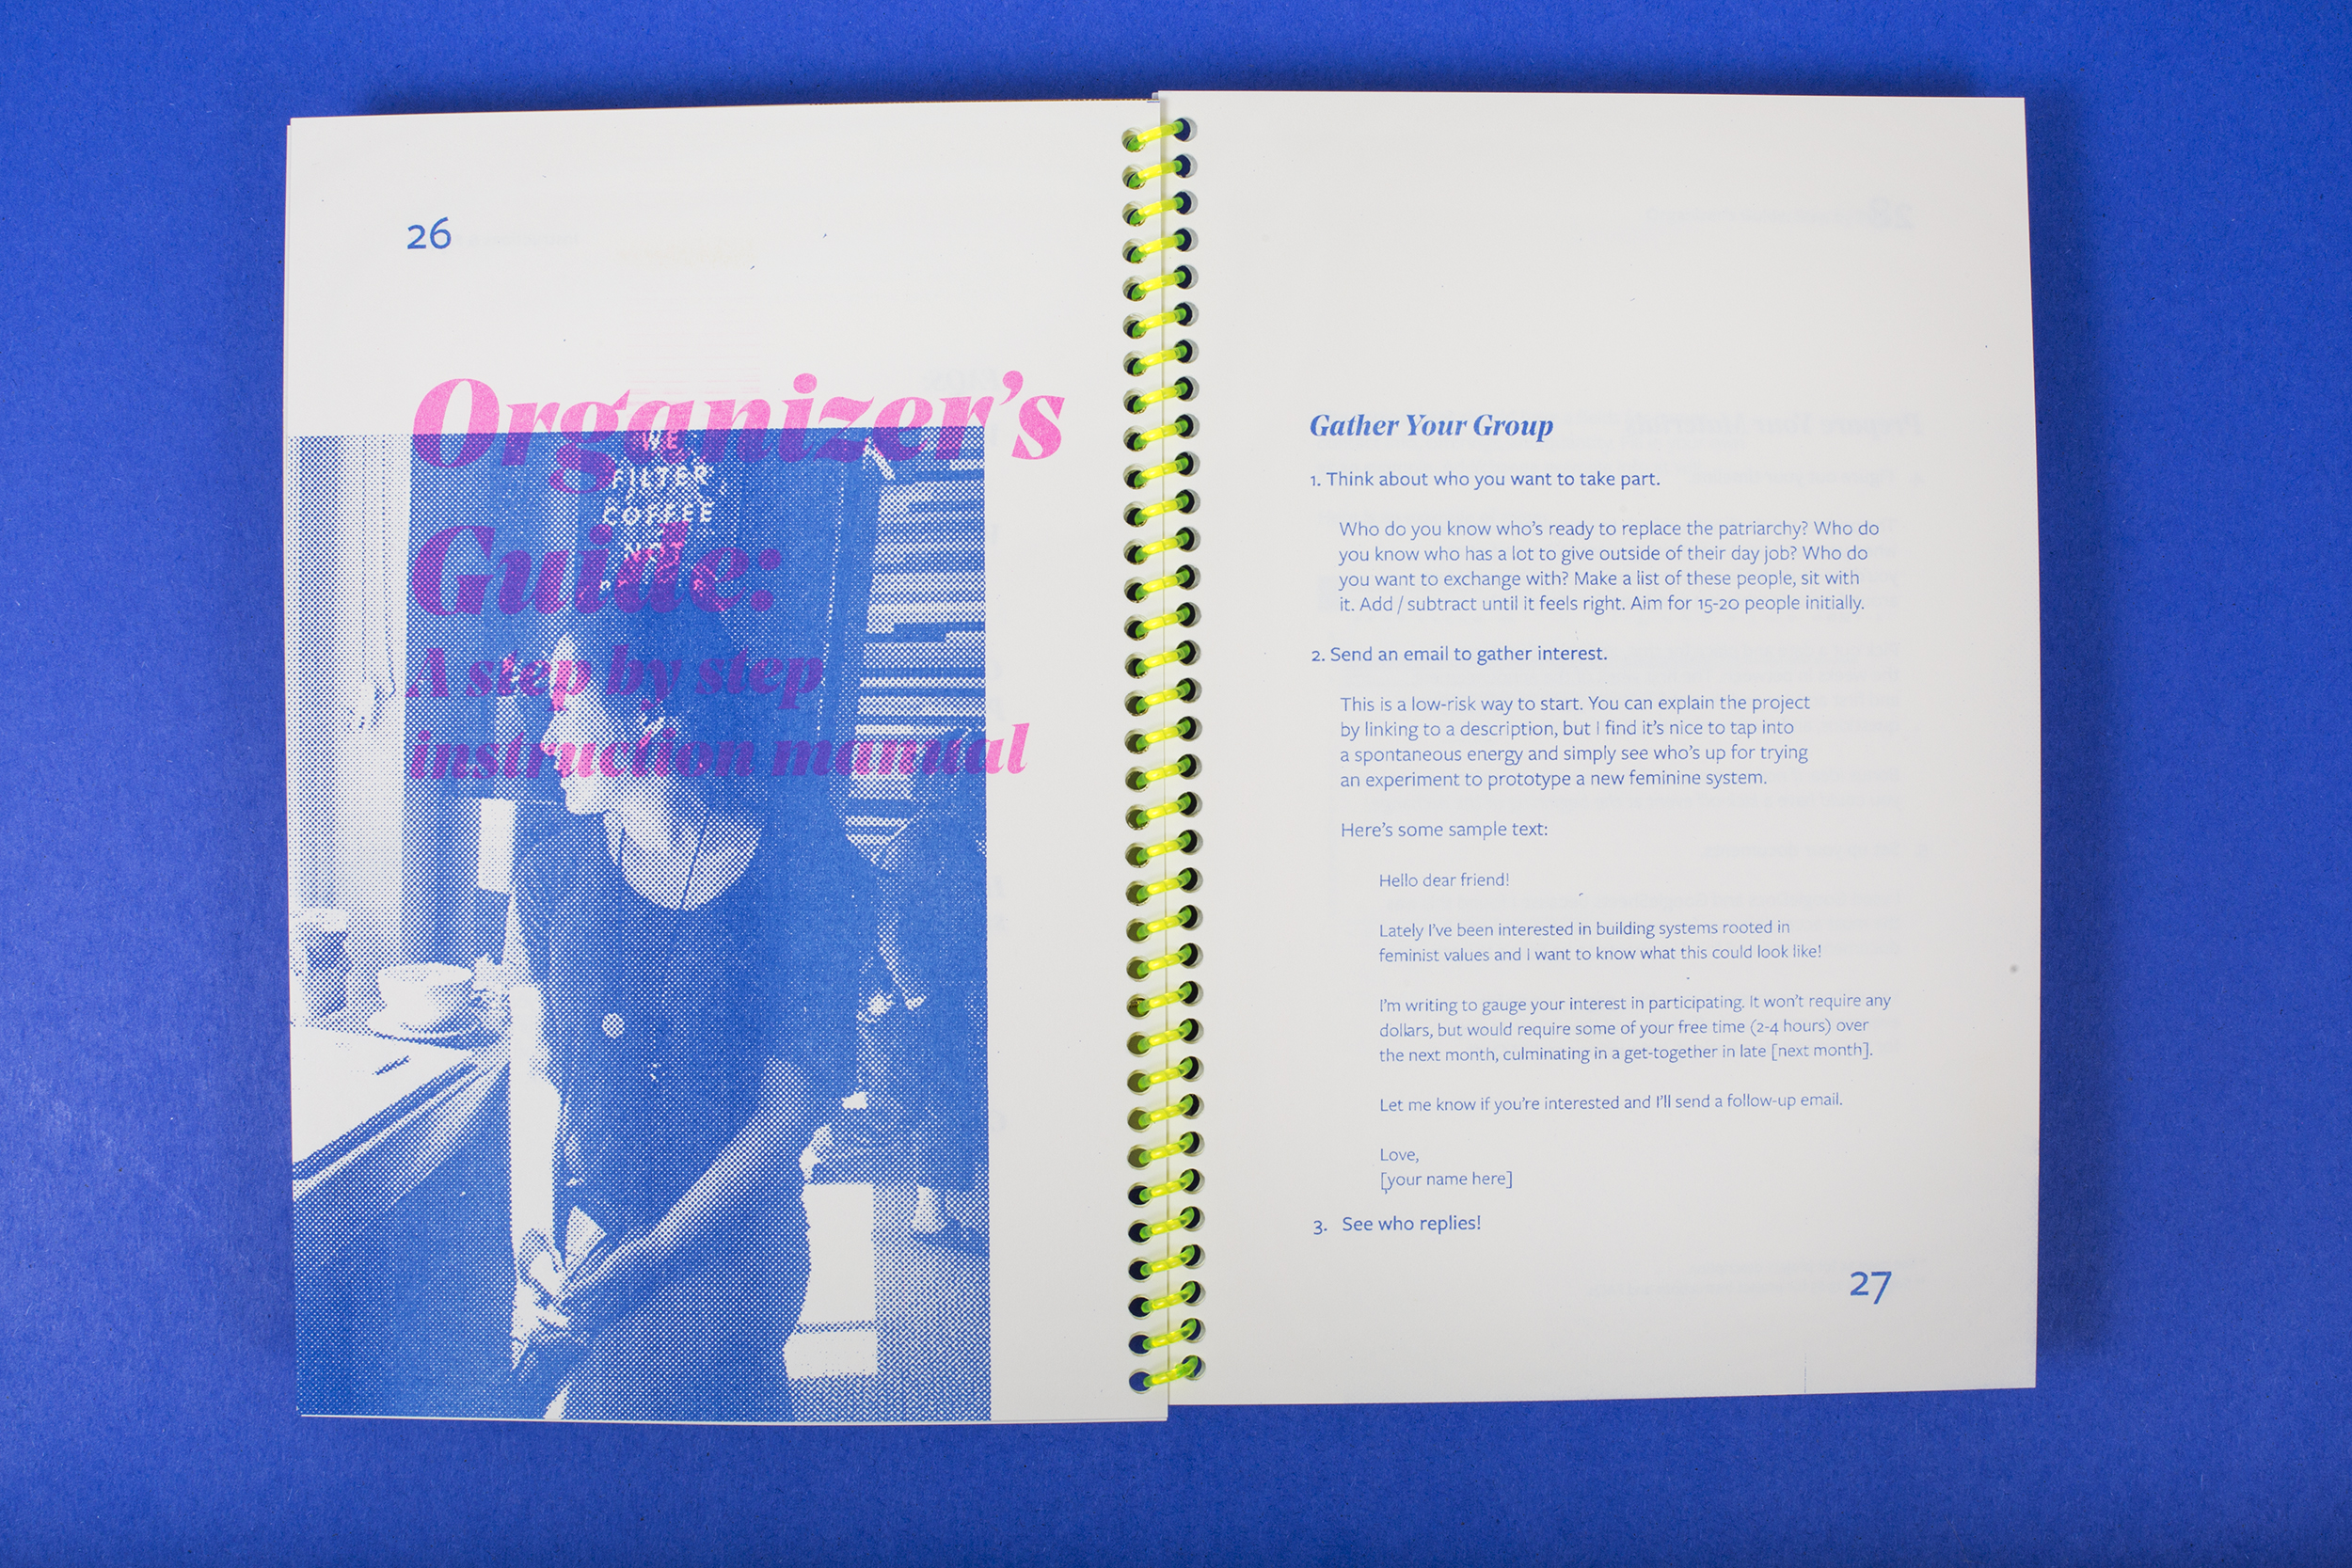 26
Organizer's
Guide:
A step by step
instruction manual
WE
FILTER
COFFEE
NOT
27
Gather Your Group
1. Think about who you want to take part.
Who do you know who's ready to replace the patriarchy? Who do
you know who has a lot to give outside of their day job? Who do
you want to exchange with? Make a list of these people, sit with
it. Add / subtract until it feels right. Aim for 15-20 people initially.
2. Send an email to gather interest.
This is a low-risk way to start. You can explain the project
by linking to a description, but I find it's nice to tap into
a spontaneous energy and simply see who's up for trying
an experiment to prototype a new feminine system.
Here's some sample text:
Hello dear friend!
Lately I've been interested in building systems rooted in
feminist values and I want to know what this could look like!
I'm writing to gauge your interest in participating. It won't require any
dollars, but would require some of your free time (2-4 hours) over
the next month, culminating in a get-together in late [next month].
Let me know if you're interested and I'll send a follow-up email.
Love,
[your name here]
3. See who replies!